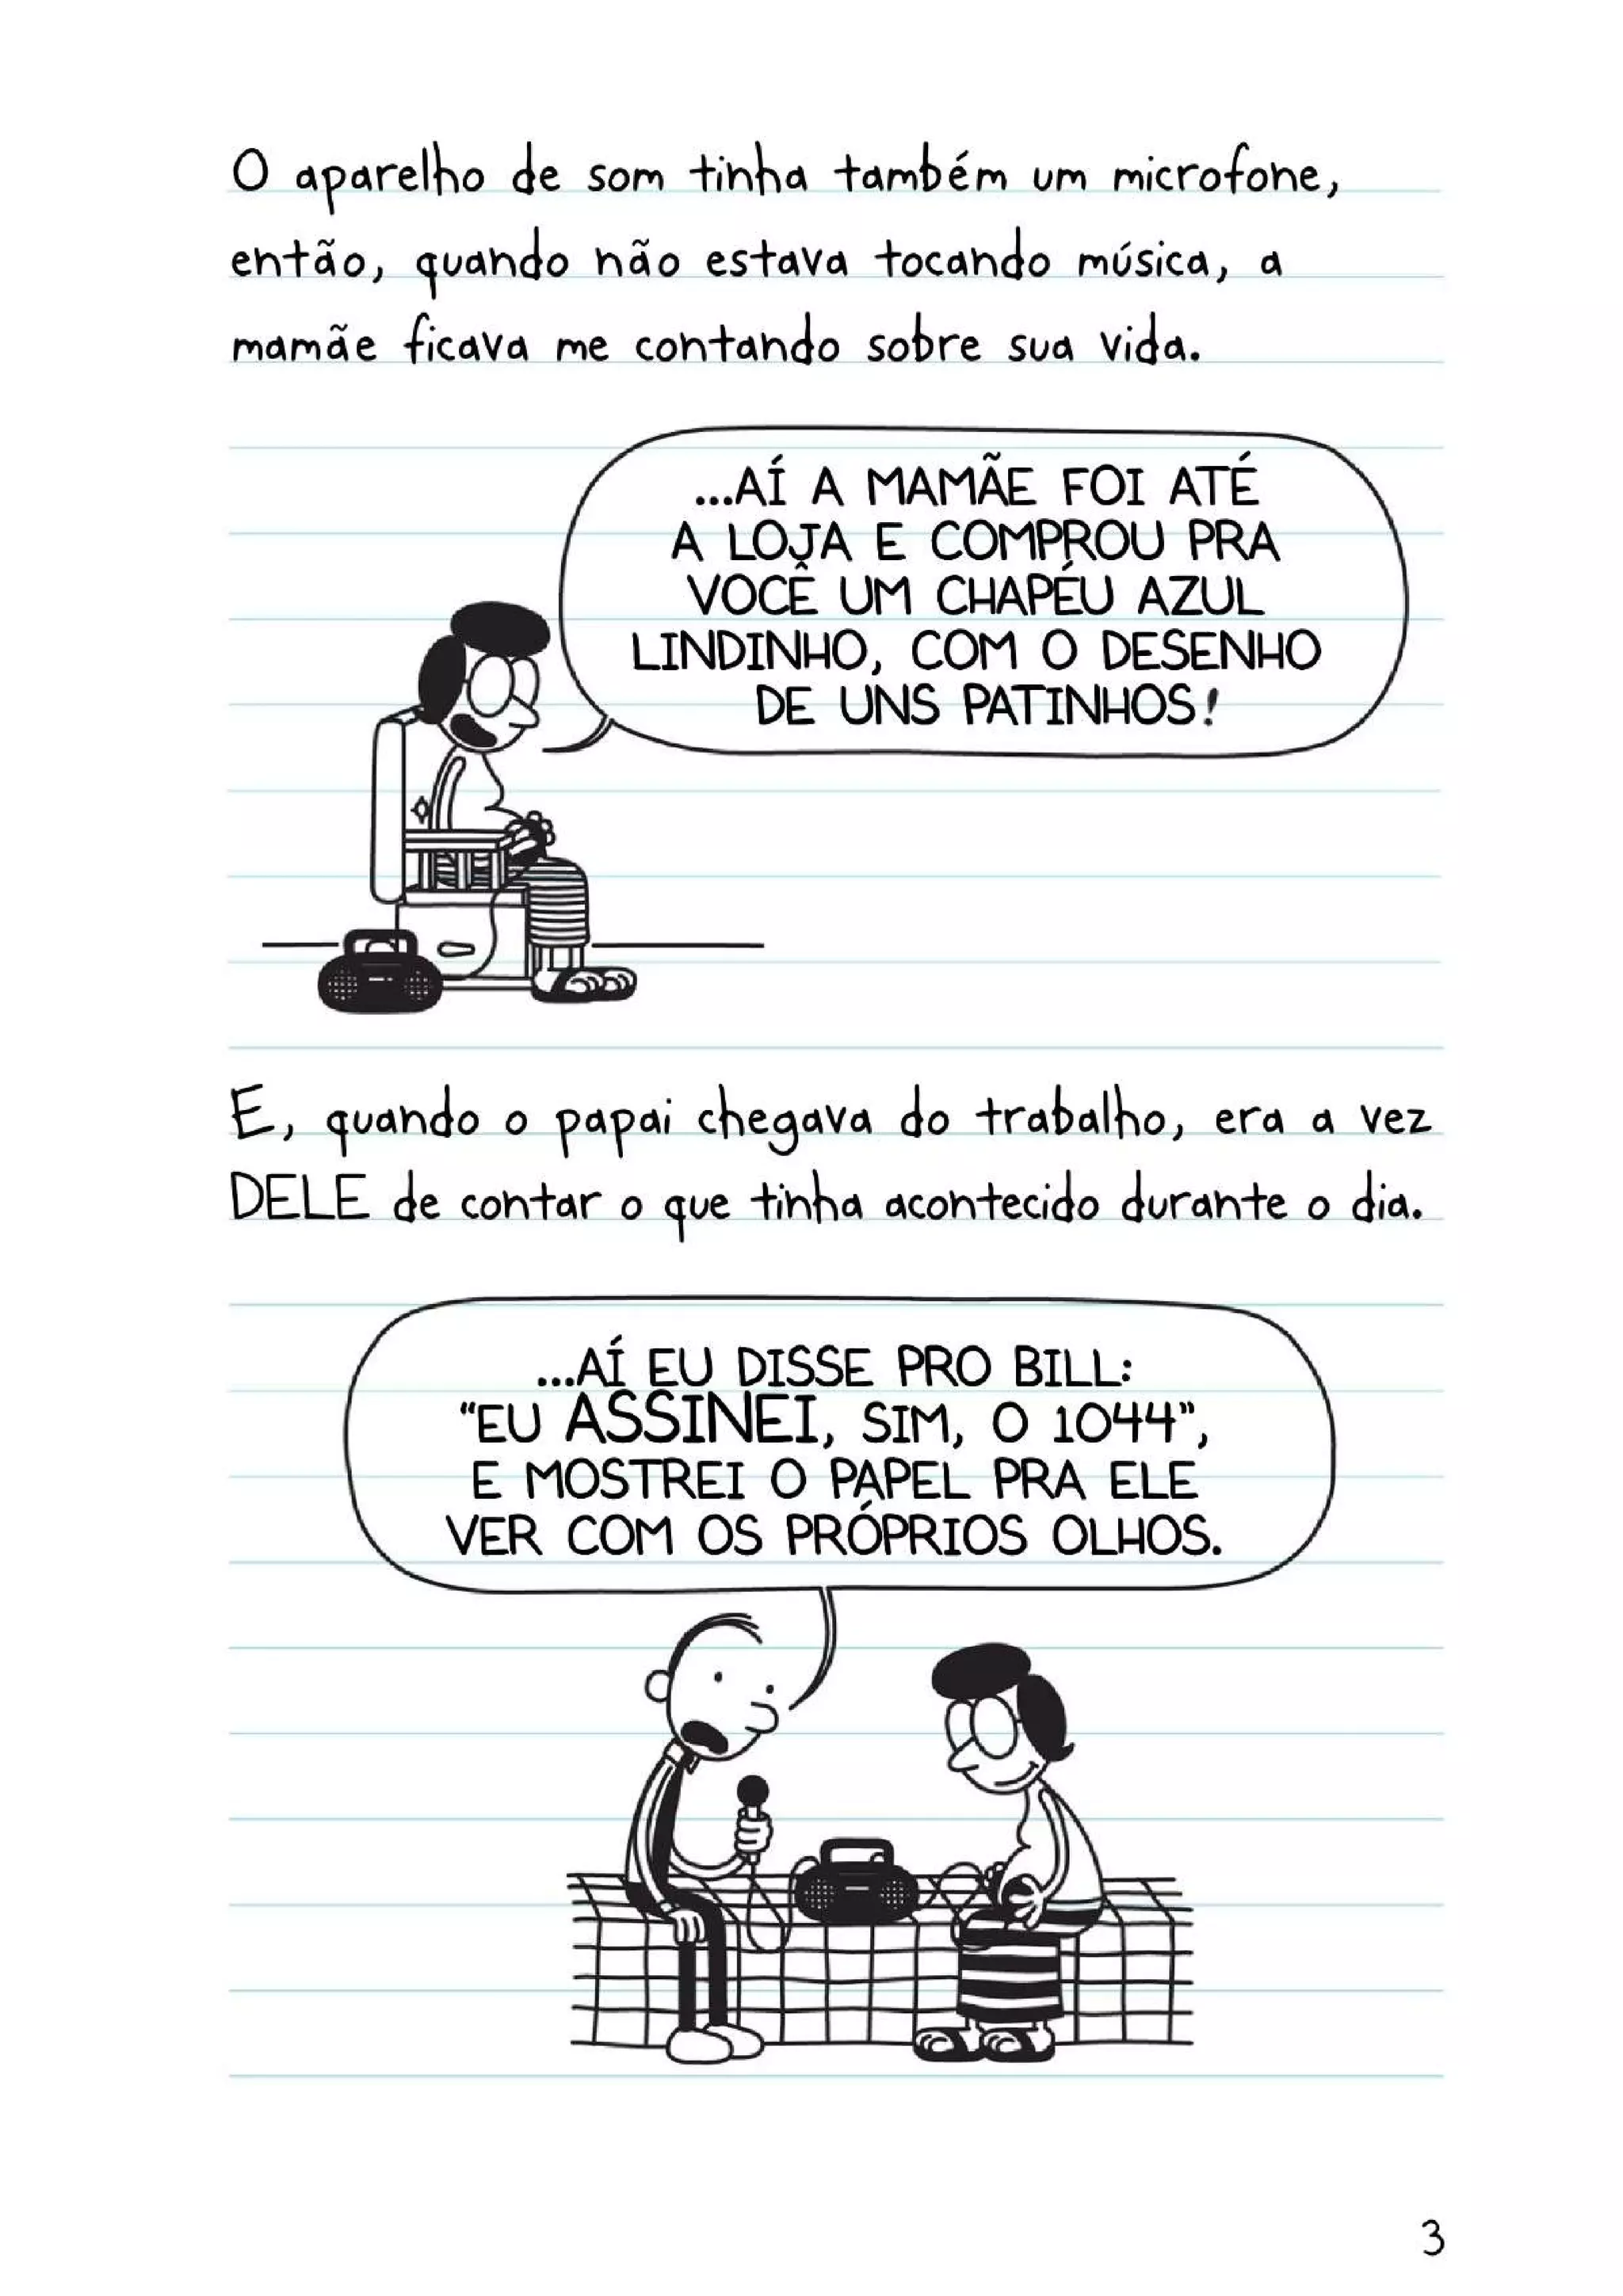 O aparelho de som tinha também um microfone,
então, quando não estava tocando música, a
mamãe ficava me contando sobre sua vida.
...AÍ A MAMÃE FOI ATÉ
A LOJA E COMPROU PRA
VOCÊ UM CHAPÉU AZUL
LINDINHO, COM O DESENHO
DE UNS PATINHOS!
E, quando o papai chegava do trabalho, era a vez
DELE de contar o que tinha acontecido durante o dia.
...AÍ EU DISSE PRO BILL:
“EU ASSINEI, SIM, O 1044”,
E MOSTREI O PAPEL PRA ELE
VER COM OS PRÓPRIOS OLHOS.
3